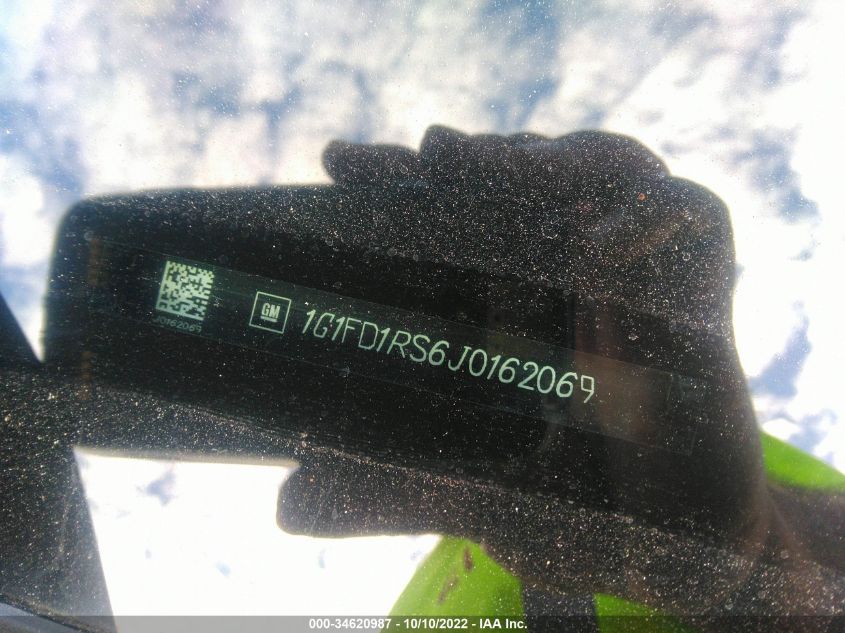 GM 1G1FD1RS6J0162069
J0162069
000-34620987 - 10/10/2022 - IAA Inc.